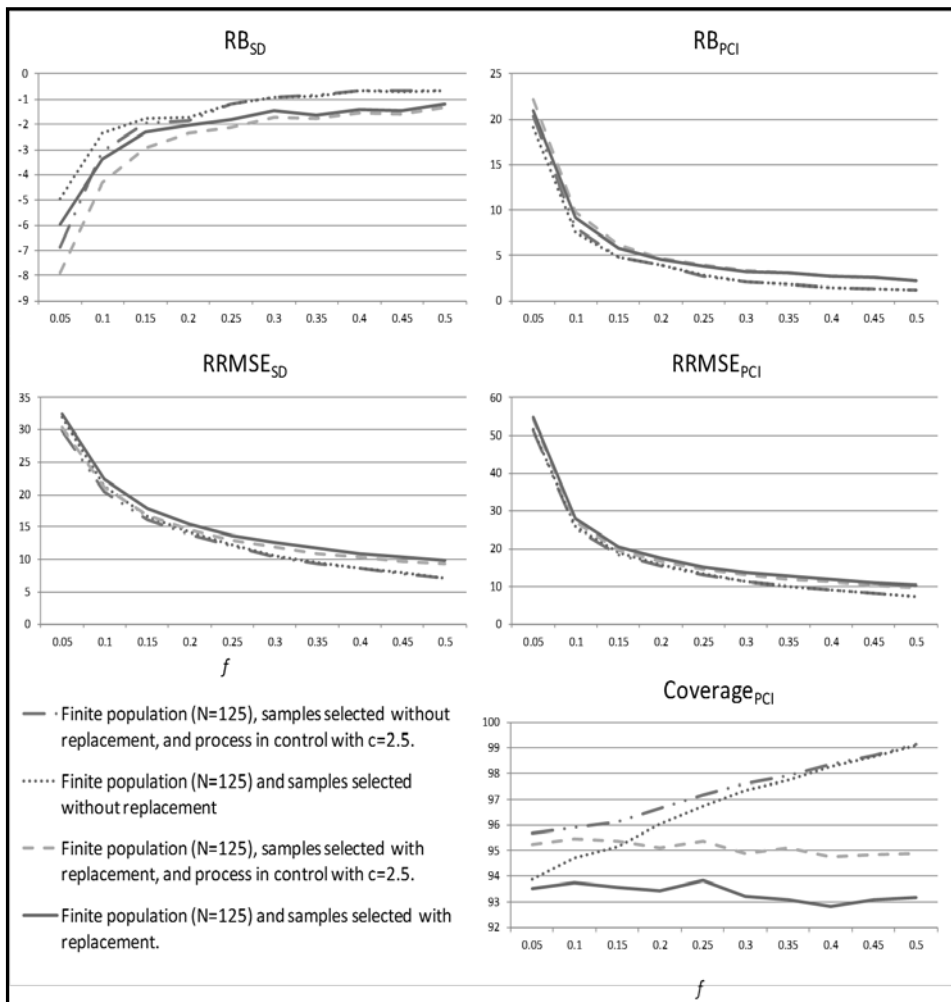 RB_SD
0
-1
-2
-3
-4
-5
-6
-7
-8
-9
0.05 0.1 0.15 0.2 0.25 0.3 0.35 0.4 0.45 0.5
RB_PCI
25
20
15
10
5
0
0.05 0.1 0.15 0.2 0.25 0.3 0.35 0.4 0.45 0.5
RRMSE_SD
35
30
25
20
15
10
5
0
0.05 0.1 0.15 0.2 0.25 0.3 0.35 0.4 0.45 0.5
f
RRMSE_PCI
60
50
40
30
20
10
0
0.05 0.1 0.15 0.2 0.25 0.3 0.35 0.4 0.45 0.5
Finite population (N=125), samples selected without
replacement, and process in control with c=2.5.
Finite population (N=125) and samples selected
without replacement
Finite population (N=125), samples selected with
replacement, and process in control with c=2.5.
Finite population (N=125) and samples selected with
replacement.
Coverage_PCI
100
99
98
97
96
95
94
93
92
0.05 0.1 0.15 0.2 0.25 0.3 0.35 0.4 0.45 0.5
f